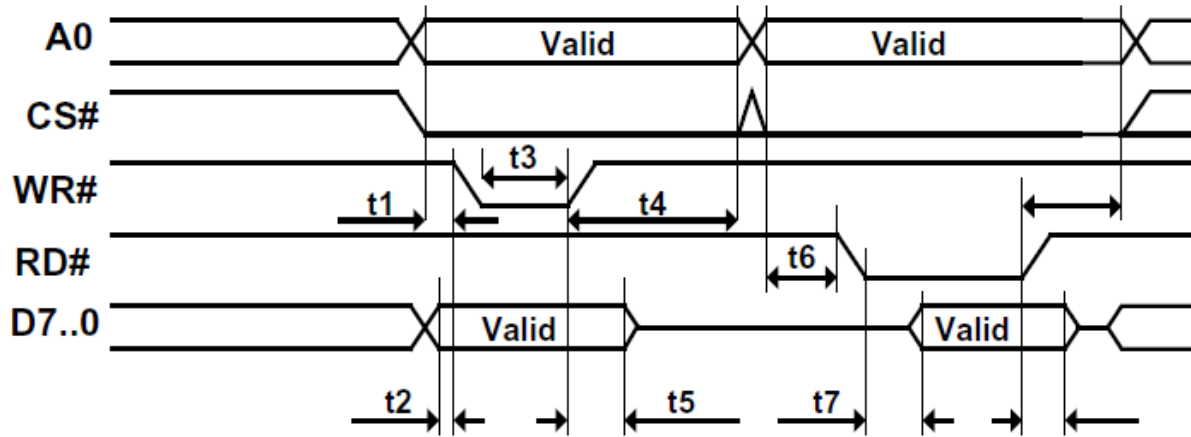 A0 Valid Valid
CS#
WR# t3
t1 t4
RD# t6
D7..0 Valid Valid
t2 t5 t7